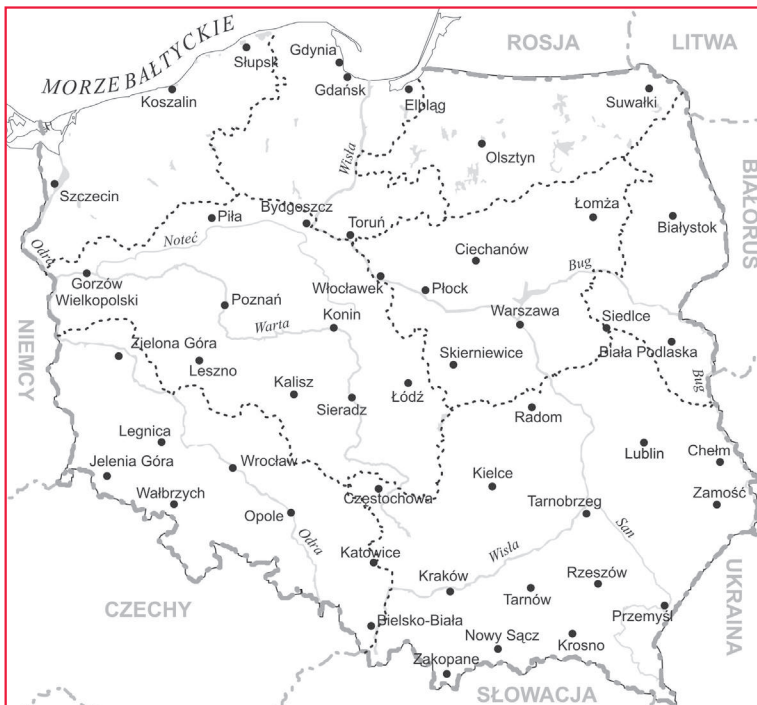 MORZE BAŁTYCKIE
ROSJA
LITWA
Słupsk
Gdynia
Gdańsk
Koszalin
Elbląg
Suwałki
Wisła
Olsztyn
BIAŁORUS
Szczecin
Piła
Bydgoszcz
Toruń
Łomża
Białystok
Noteć
Odra
Ciechanów
Bug
Gorzów
Wielkopolski
Włocławek
Płock
Poznań
Konin
Warszawa
Siedlce
Warta
NIEMCY
Zjelona Góra
Leszno
Skierniewice
Biała Podlaska
Kalisz
Sieradz
Łódź
Bug
Radom
Legnica
Lublin
Chełm
Jelenia Góra
Wrocław
Kielce
Częstochowa
Zamość
Wałbrzych
Opole
Tarnobrzeg
Odra
San
Katowice
Wisła
Kraków
Rzeszów
Tarnów
UKRAINA
CZECHY
Przemyśl
Bielsko-Biała
Nowy Sącz
Krosno
Zakopane
SŁOWACJA